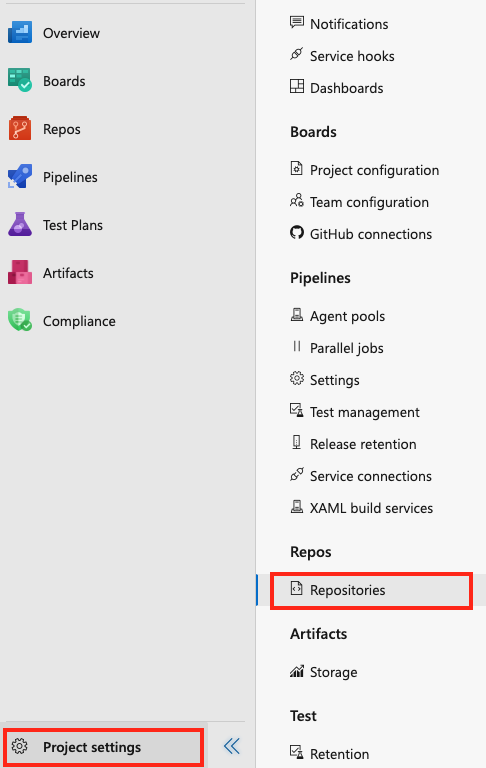 Overview
Boards
Repos
Pipelines
Test Plans
Artifacts
Compliance
Project settings
Notifications
Service hooks
Dashboards
Boards
Project configuration
Team configuration
GitHub connections
Pipelines
Agent pools
Parallel jobs
Settings
Test management
Release retention
Service connections
XAML build services
Repos
Repositories
Artifacts
Storage
Test
Retention